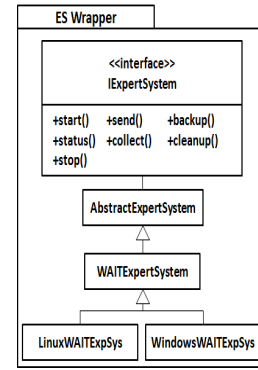 ES Wrapper
<<interface>>
IExpertSystem
+start() +send() +backup()
+status() +collect() +cleanup()
+stop()
AbstractExpertSystem
WAITExpertSystem
LinuxWAITExpSys WindowsWAITExpSys